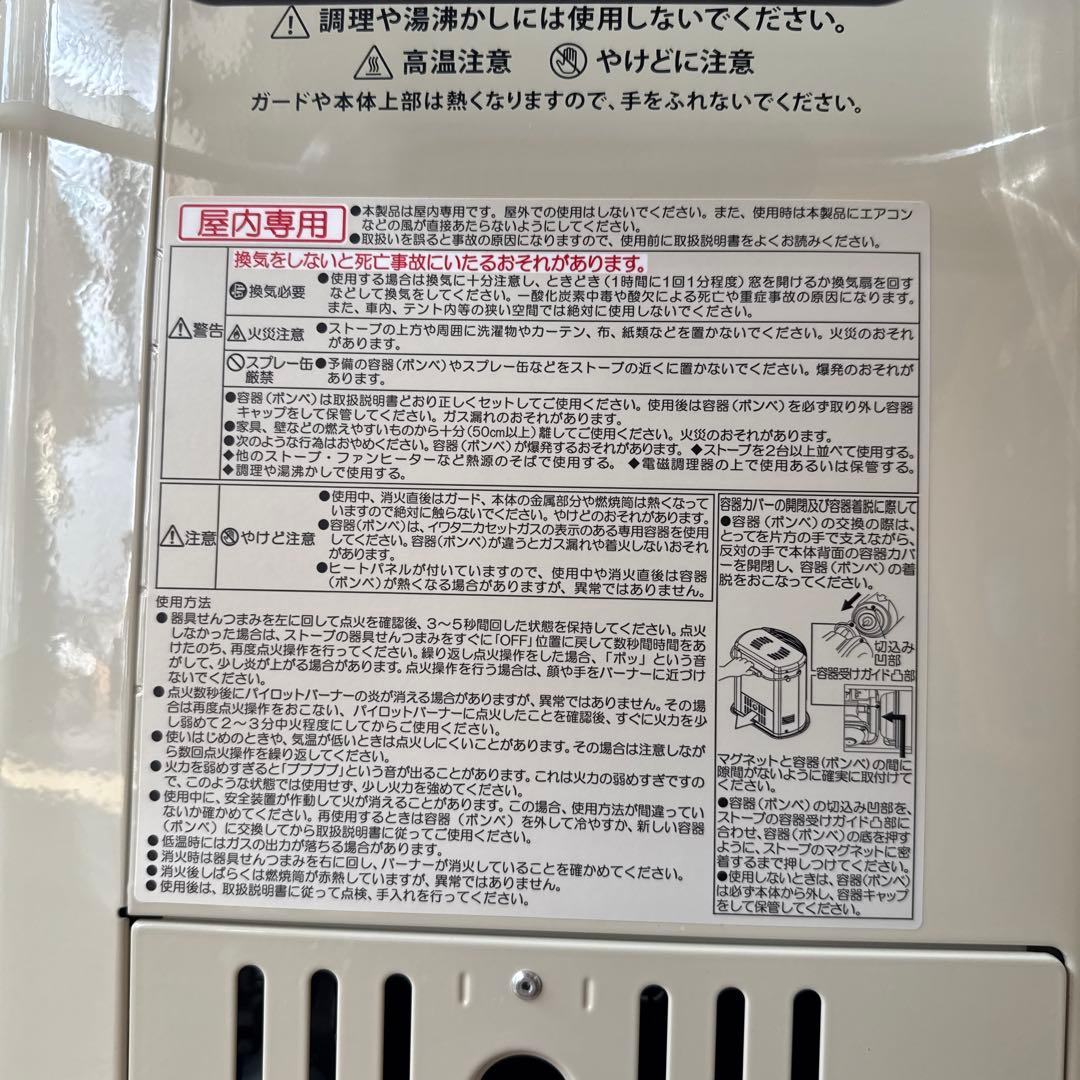 ⚠調理や湯沸かしには使用しないでください。
高温注意 やけどに注意
ガードや本体上部は熱くなりますので、手をふれないでください。
屋内専用
●本製品は屋内専用です。屋外での使用はしないでください。また、使用時は本製品にエアコン
などの風が直接あたらないようにしてください。
●取扱いを誤ると事故の原因になりますので、使用前に取扱説明書をよくお読みください。
⚠警告
換気をしないと死亡事故にいたるおそれがあります。
換気必要
●使用する場合は換気に十分注意し、ときどき(1時間に1回1分程度)窓を開けるか換気扇を回す
などして換気をしてください。一酸化炭素中毒や酸欠による死亡や重症事故の原因になります。
また、車内、テント内等の狭い空間では絶対に使用しないでください。
火災注意
●ストーブの上方や周囲に洗濯物やカーテン、布、紙類などを置かないでください。火災のおそれ
があります。
スプレー缶
厳禁
●予備の容器(ボンベ)やスプレー缶などをストーブの近くに置かないでください。爆発のおそれが
あります。
●容器(ボンベ)は取扱説明書どおり正しくセットしてご使用ください。使用後は容器(ボンベ)を必ず取り外し容器
キャップをして保管してください。ガス漏れのおそれがあります。
●家具、壁などの燃えやすいものから十分(50cm以上)離してご使用ください。火災のおそれがあります。
●次のような行為はおやめください。容器(ボンベ)が爆発するおそれがあります。◆ストーブを2台以上並べて使用する。
◆他のストーブ・ファンヒーターなど熱源のそばで使用する。 ◆電磁調理器の上で使用あるいは保管する。
◆調理や湯沸かしで使用する。
⚠注意
やけど注意
●使用中、消火直後はガード、本体の金属部分や燃焼筒は熱くなって
いますので絶対に触らないでください。やけどのおそれがあります。
●容器(ボンベ)は、イワタニカセットガスの表示のある専用容器を使用
してください。容器(ボンベ)が違うとガス漏れや着火しないおそれ
があります。
●ヒートパネルが付いていますので、使用中や消火直後は容器
(ボンベ)が熱くなる場合がありますが、異常ではありません。
使用方法
●器具せんつまみを左に回して点火を確認後、3～5秒間回した状態を保持してください。点火
しなかった場合は、ストーブの器具せんつまみをすぐに「OFF」位置に戻して数秒間時間をあ
けたのち、再度点火操作を行ってください。繰り返し点火操作をした場合、「ボッ」という音
がして、少し炎が上がる場合があります。点火操作を行う場合は、顔や手をバーナーに近づけ
ないでください。
●点火数秒後にパイロットバーナーの炎が消える場合がありますが、異常ではありません。その場
合は再度点火操作をおこない、パイロットバーナーに点火したことを確認後、すぐに火力を少
し弱めて2～3分中火程度にしてからご使用ください。
●使いはじめのときや、気温が低いときは点火しにくいことがあります。その場合は注意しなが
ら数回点火操作を繰り返してください。
●火力を弱めすぎると「ププププ」という音が出ることがあります。これは火力の弱めすぎですの
で、このような状態では使用せず、少し火力を強めてください。
●使用中に、安全装置が作動して火が消えることがあります。この場合、使用方法が間違ってい
ないか確かめてください。再使用するときは容器(ボンベ)を外して冷やすか、新しい容器
(ボンベ)に交換してから取扱説明書に従ってご使用ください。
●低温時にはガスの出力が落ちる場合があります。
●消火時は器具せんつまみを右に回し、バーナーが消火していることを確かめてください。
●消火後しばらくは燃焼筒が赤熱していますが、異常ではありません。
●使用後は、取扱説明書に従って点検、手入れを行ってください。
容器カバーの開閉及び容器着脱に際して
●容器(ボンベ)の交換の際は、
とってを片方の手で支えながら、
反対の手で本体背面の容器カバ
ーを開閉し、容器(ボンベ)の着
脱をおこなってください。
切込み
凹部
容器受けガイド凸部
マグネットと容器(ボンベ)の間に
隙間がないように確実に取付けて
ください。
●容器(ボンベ)の切込み凹部を、
ストーブの容器受けガイド凸部に
合わせ、容器(ボンベ)の底を押す
ように、ストーブのマグネットに密
着するまで押しつけてください。
●使用しないときは、容器(ボンベ)
は必ず本体から外し、容器キャップ
をして保管してください。